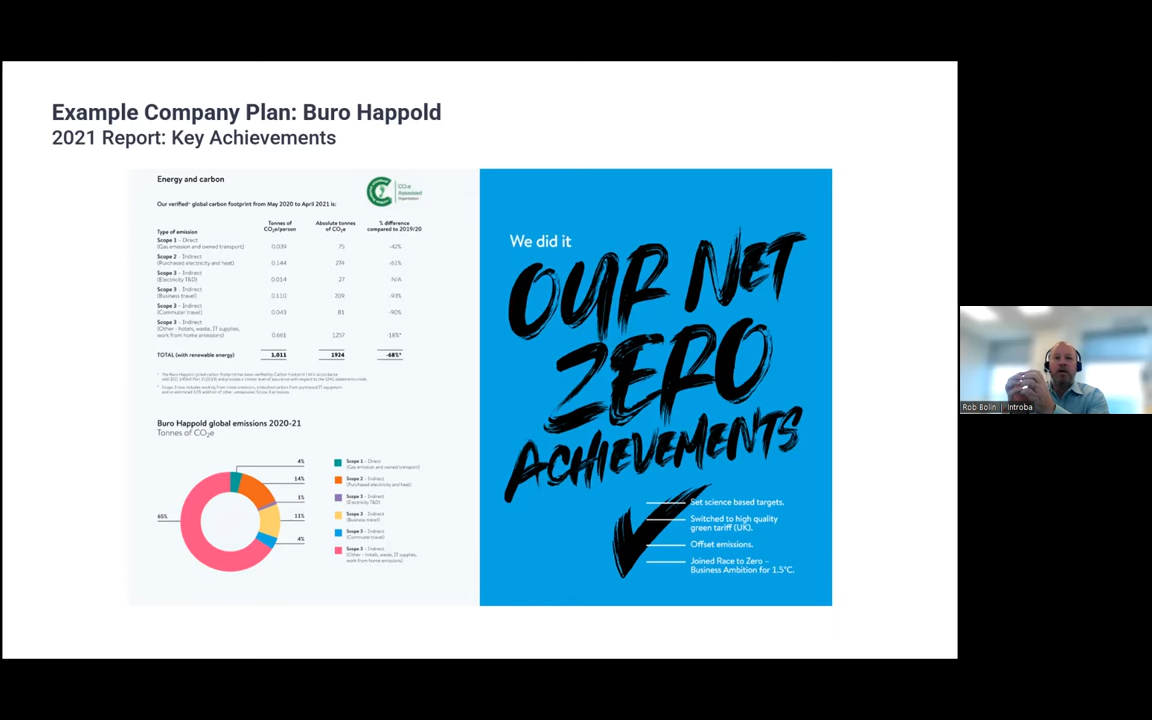 Example Company Plan: Buro Happold
2021 Report: Key Achievements
Energy and carbon
CO₂e
Assessed
Organisation
Our verified¹ global carbon footprint from May 2020 to April 2021 is:
Type of emission
Tonnes of
CO₂e/person
Absolute tonnes
of CO₂e
% difference
compared to 2019/20
Scope 1 – Direct
(Gas emission and owned transport)
0.039
75
-42%
Scope 2 – Indirect
(Purchased electricity and heat)
0.144
274
-61%
Scope 3 – Indirect
(Electricity T&D)
0.014
27
N/A
Scope 3 – Indirect
(Business travel)
0.110
209
-93%
Scope 3 – Indirect
(Commuter travel)
0.043
81
-90%
Scope 3 – Indirect
(Other – hotels, waste, IT supplies,
work from home emissions)
0.661
1257
-18%*
TOTAL (with renewable energy)
1.011
1924
-68%*
Buro Happold global emissions 2020-21
Tonnes of CO₂e
4%
14%
1%
11%
4%
65%
Scope 1 – Direct
(Gas emission and owned transport)
Scope 2 – Indirect
(Purchased electricity and heat)
Scope 3 – Indirect
(Electricity T&D)
Scope 3 – Indirect
(Business travel)
Scope 3 – Indirect
(Commuter travel)
Scope 3 – Indirect
(Other – hotels, waste, IT supplies,
work from home emissions)
We did it
OUR NET
ZERO
ACHIEVEMENTS
Set science based targets.
Switched to high quality
green tariff (UK).
Offset emissions.
Joined Race to Zero –
Business Ambition for 1.5°C.
Rob Bolin | Introba